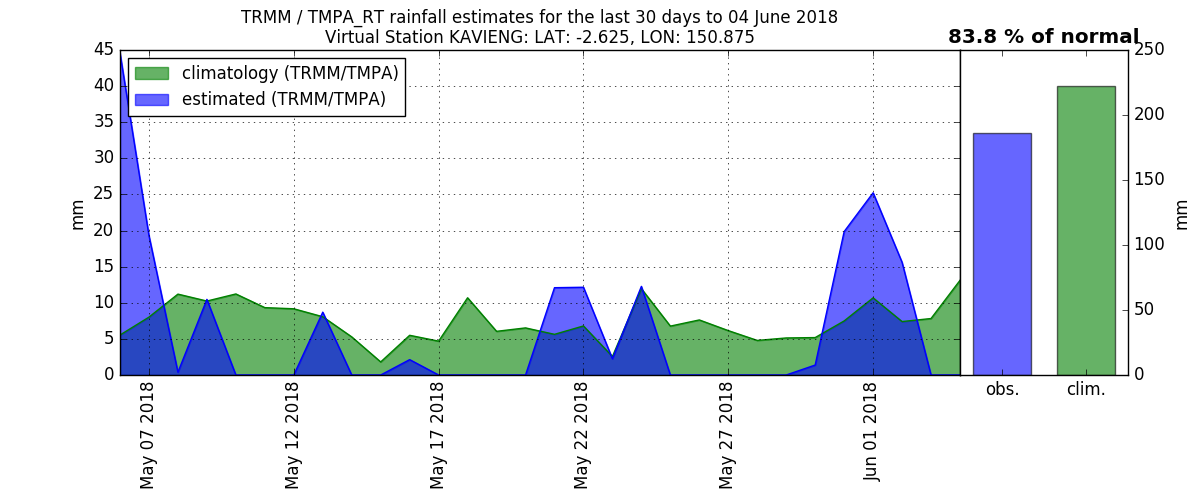 TRMM / TMPA_RT rainfall estimates for the last 30 days to 04 June 2018
Virtual Station KAVIENG: LAT: -2.625, LON: 150.875
83.8 % of normal
climatology (TRMM/TMPA)
estimated (TRMM/TMPA)
mm
45
40
35
30
25
20
15
10
5
0
May 07 2018
May 12 2018
May 17 2018
May 22 2018
May 27 2018
Jun 01 2018
obs.
clim.
250
200
150
100
50
0
mm